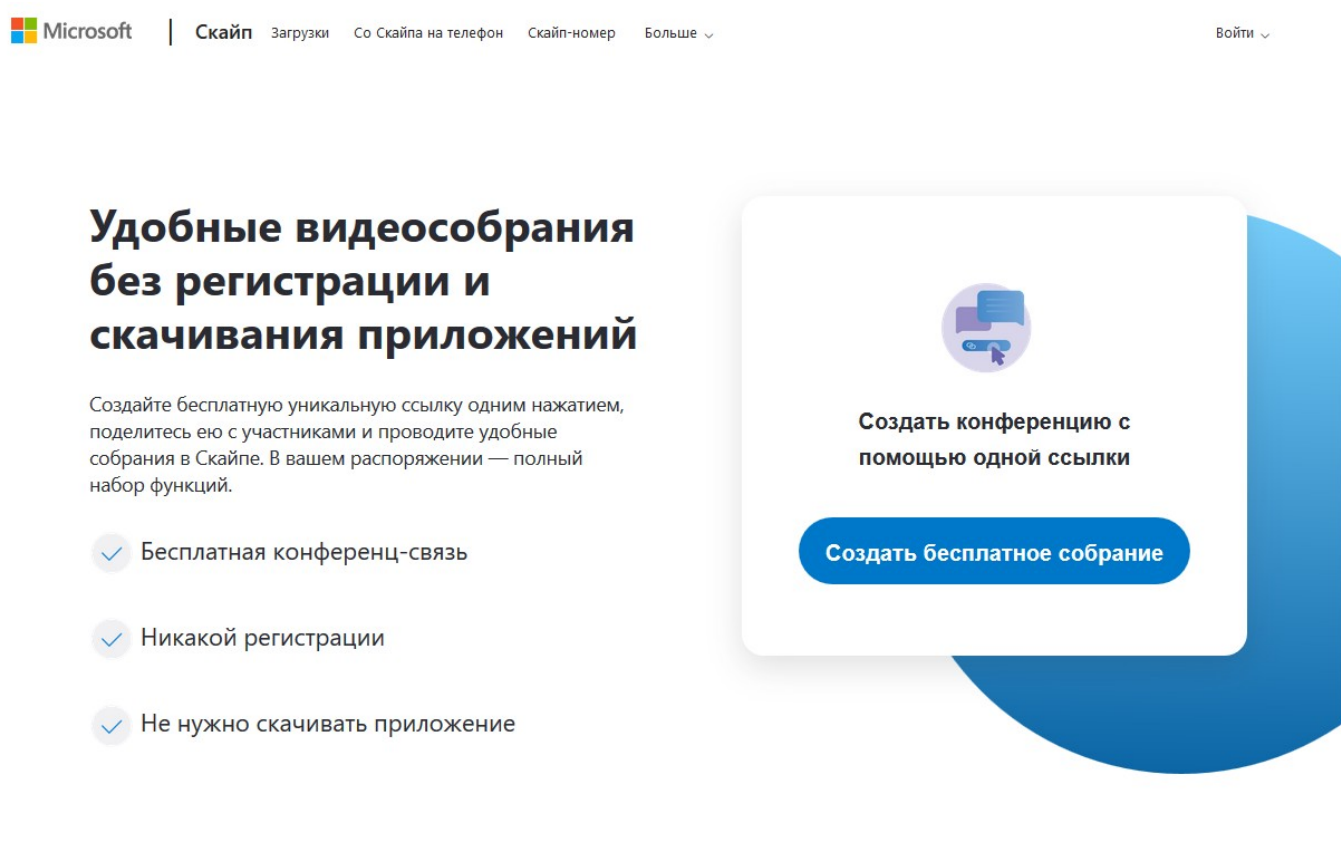 Microsoft
Скайп
Загрузки
Со Скайпа на телефон
Скайп-номер
Больше
Войти
Удобные видеособрания
без регистрации и
скачивания приложений
Создайте бесплатную уникальную ссылку одним нажатием,
поделитесь ею с участниками и проводите удобные
собрания в Скайпе. В вашем распоряжении — полный
набор функций.
Бесплатная конференц-связь
Никакой регистрации
Не нужно скачивать приложение
Создать конференцию с
помощью одной ссылки
Создать бесплатное собрание